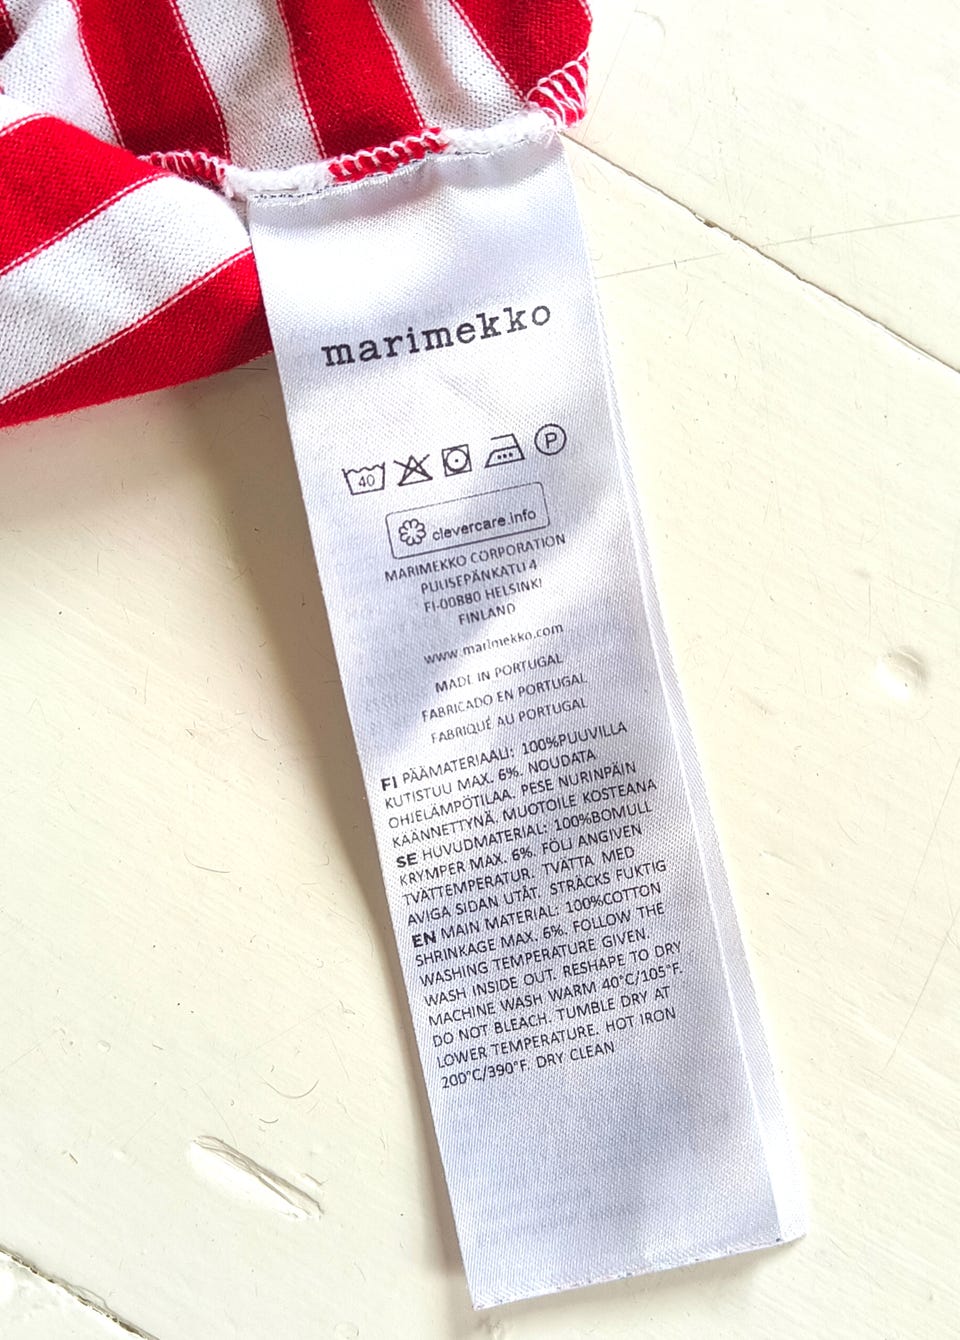 marimekko
40 P
clevercare.info
MARIMEKKO CORPORATION
PUUSEPÄNKATU 4
FI-00880 HELSINKI
FINLAND
www.marimekko.com
MADE IN PORTUGAL
FABRICADO EN PORTUGAL
FABRIQUÉ AU PORTUGAL
FI PÄÄMATERIAALI: 100%PUUVILLA
KUTISTUU MAX. 6%. NOUDATA
OHJELÄMPÖTILAA. PESE NURINPÄIN
KÄÄNNETTYNÄ. MUOTOILE KOSTEANA
SE HUVUDMATERIAL: 100%BOMULL
KRYMPER MAX. 6%. FÖLJ ANGIVEN
TVÄTTEMPERATUR. TVÄTTA MED
AVIGA SIDAN UTÅT. STRÄCKS FUKTIG
EN MAIN MATERIAL: 100%COTTON
SHRINKAGE MAX. 6%. FOLLOW THE
WASHING TEMPERATURE GIVEN
WASH INSIDE OUT. RESHAPE TO DRY
MACHINE WASH WARM 40°C/105°F.
DO NOT BLEACH. TUMBLE DRY AT
LOWER TEMPERATURE. HOT IRON
200°C/390°F. DRY CLEAN